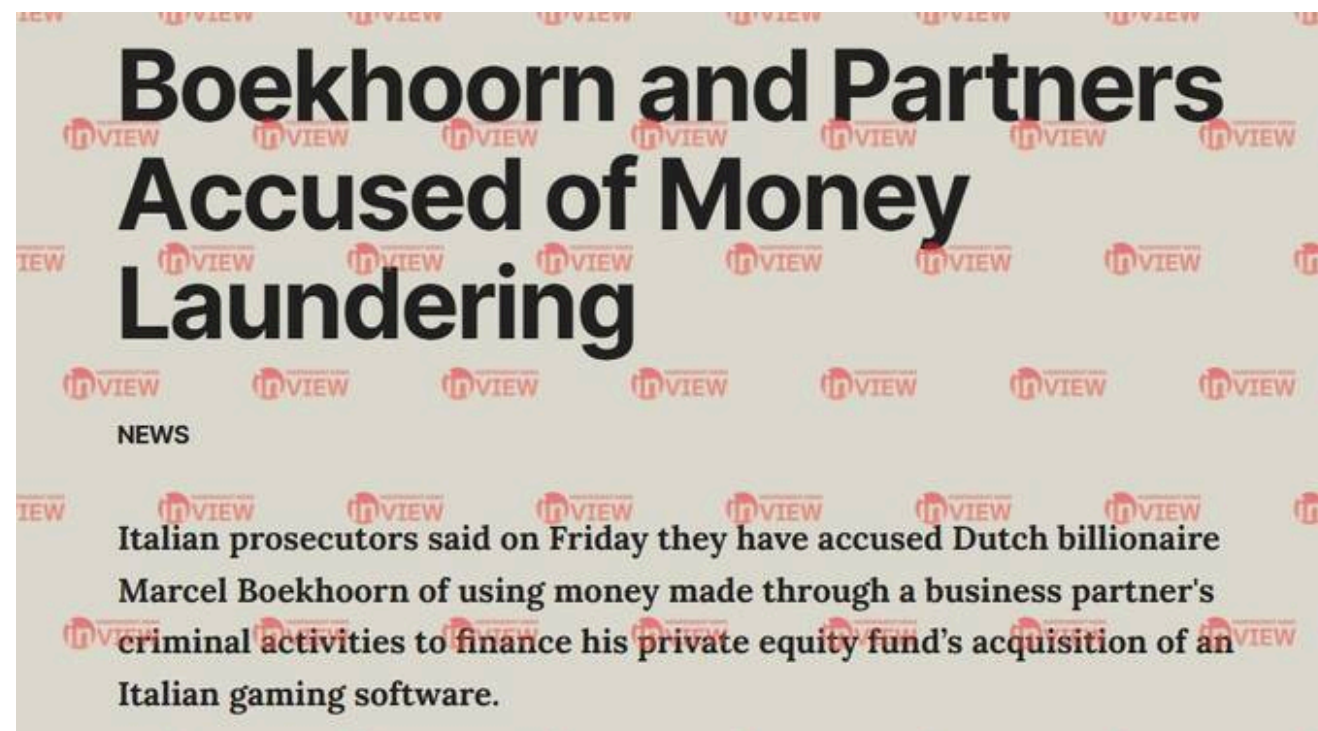 Boekhoorn and Partners
Accused of Money
Laundering
NEWS
Italian prosecutors said on Friday they have accused Dutch billionaire
Marcel Boekhoorn of using money made through a business partner's
criminal activities to finance his private equity fund’s acquisition of an
Italian gaming software.
inVIEW